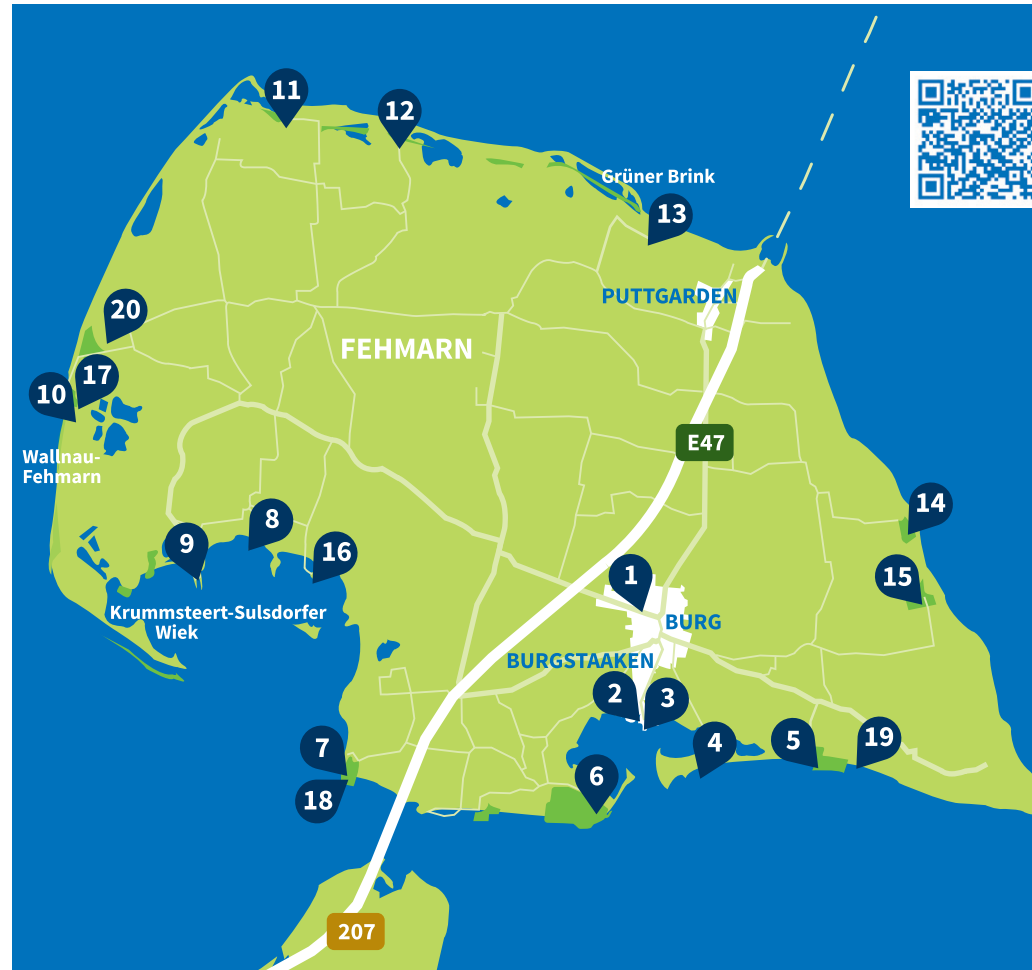 11
12
Grüner Brink
13
PUTTGARDEN
20
FEHMARN
17
10
E47
Wallnau-
Fehmarn
14
8
9
16
15
1
Krummsteert-Sulsdorfer
Wiek
BURG
BURGSTAAKEN
2
3
7
4
5
19
6
18
207